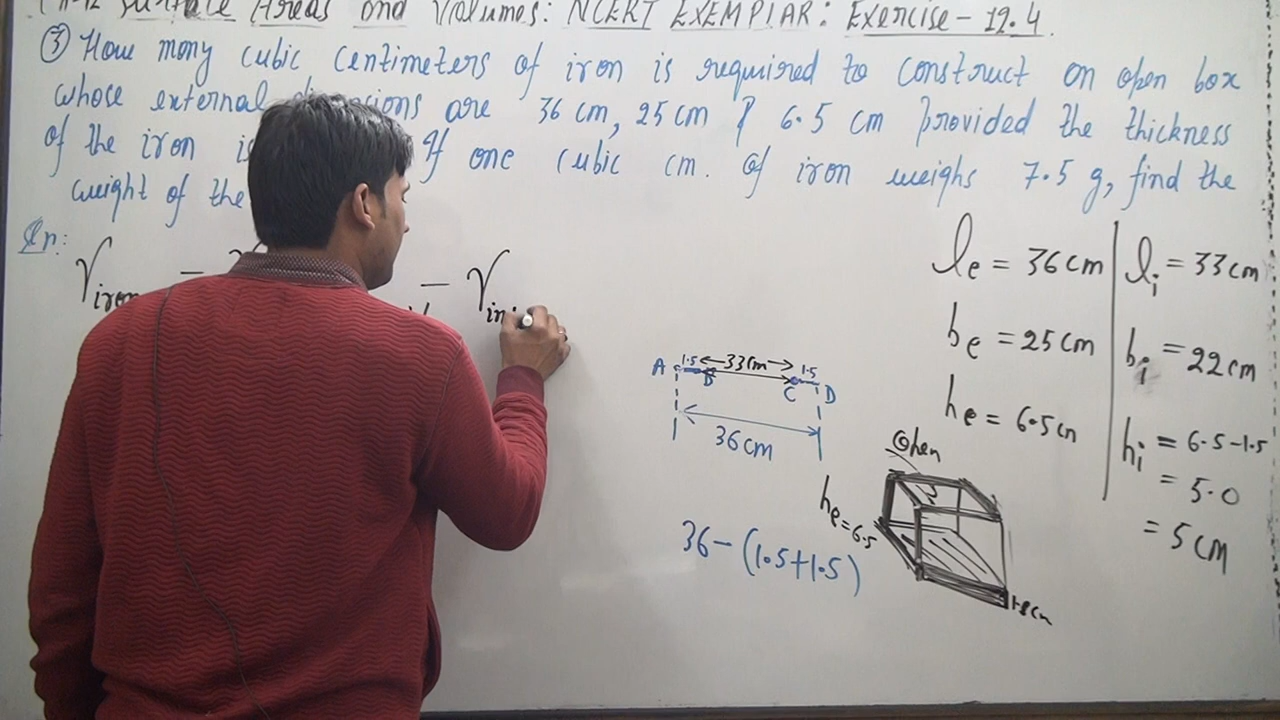 Surface Areas and Volumes: NCERT EXEMPLAR: Exercise-12.4
③ How many cubic centimeters of iron is required to construct an open box
whose external are 36 cm, 25 cm & 6.5 cm provided the thickness
of the iron is If one cubic cm. of iron weighs 7.5 g, find the
weight of the
V iron = – V in
le = 36 cm
be = 25 cm
he = 6.5 cm
li = 33 cm
bi = 22 cm
hi = 6.5-1.5
= 5.0
= 5 cm
A 1.5 B 33 cm C 1.5 D
36 cm
36 – (1.5+1.5)
Open
he = 6.5